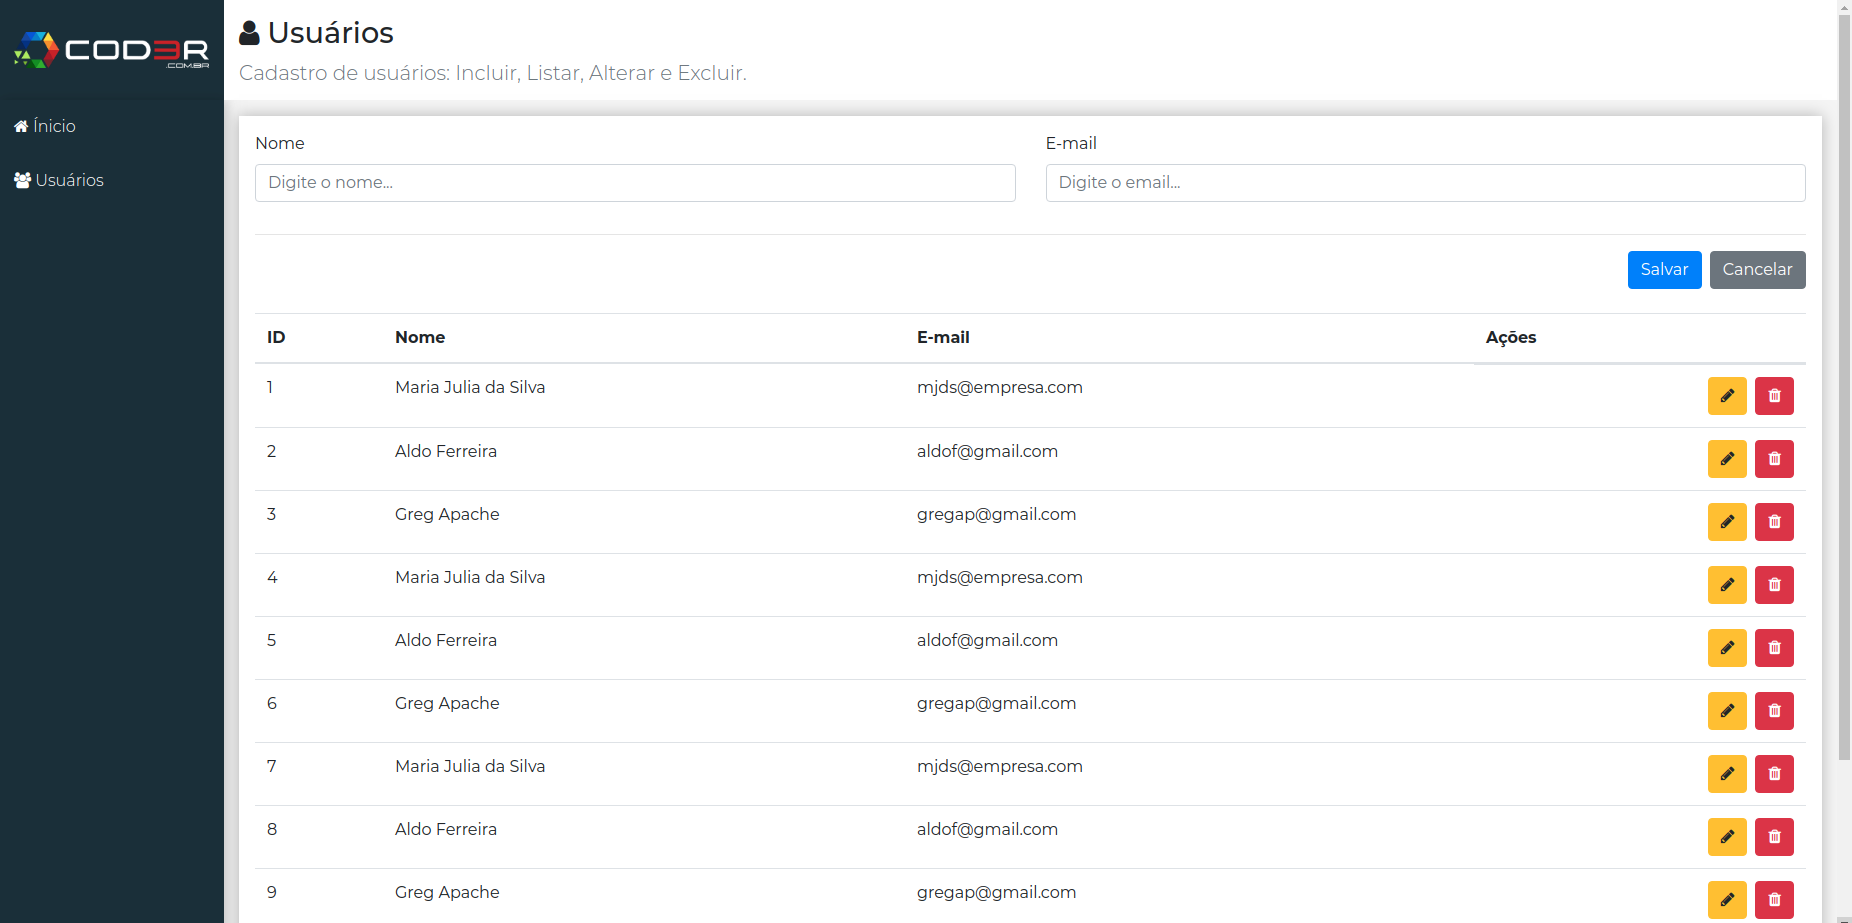 COD3R
.COM.BR
Ínicio
Usuários
Usuários
Cadastro de usuários: Incluir, Listar, Alterar e Excluir.
Nome E-mail
Digite o nome... Digite o email...
Salvar Cancelar
ID Nome E-mail Ações
1 Maria Julia da Silva mjds@empresa.com
2 Aldo Ferreira aldof@gmail.com
3 Greg Apache gregap@gmail.com
4 Maria Julia da Silva mjds@empresa.com
5 Aldo Ferreira aldof@gmail.com
6 Greg Apache gregap@gmail.com
7 Maria Julia da Silva mjds@empresa.com
8 Aldo Ferreira aldof@gmail.com
9 Greg Apache gregap@gmail.com